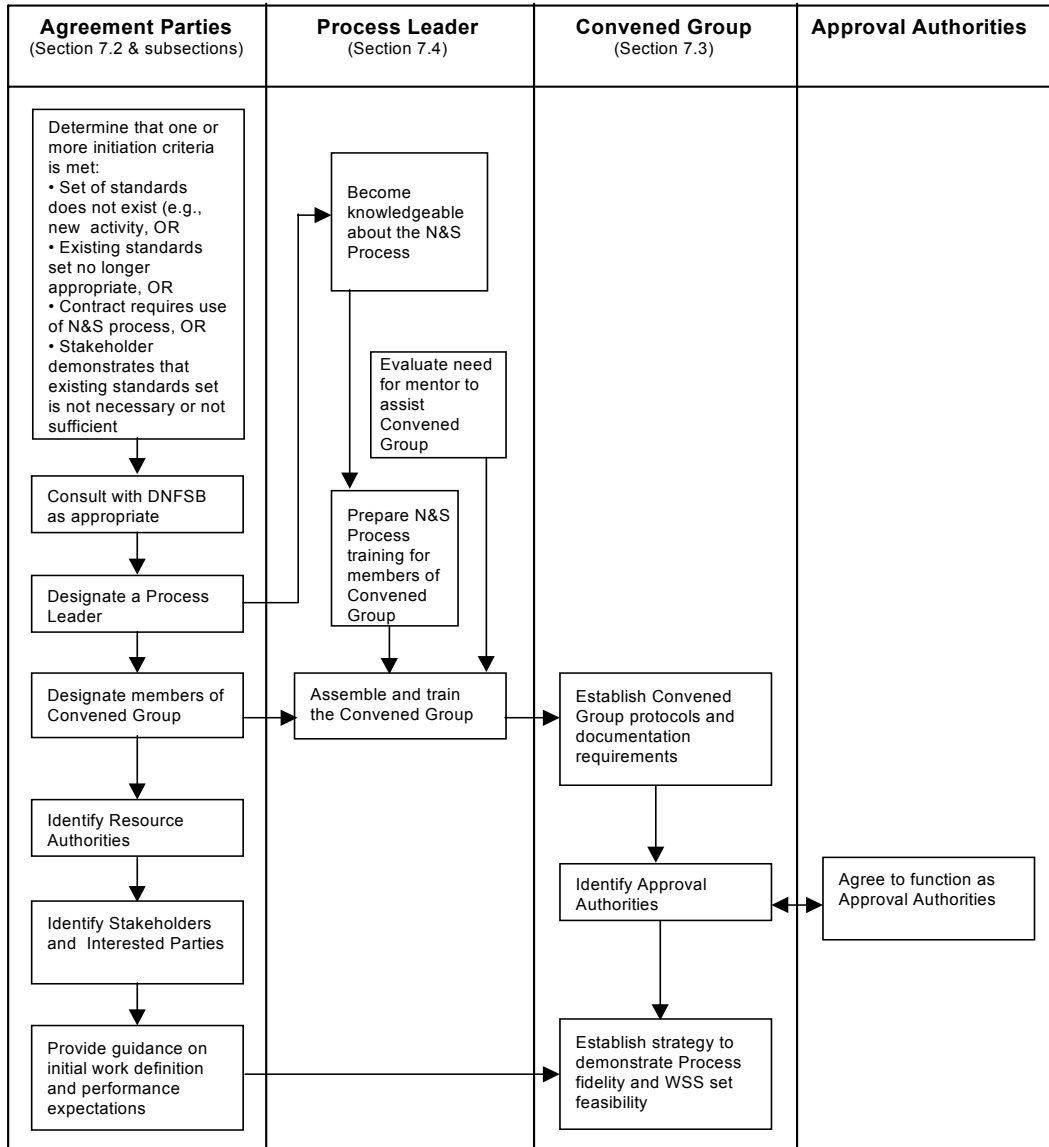 Agreement Parties
(Section 7.2 & subsections)
Process Leader
(Section 7.4)
Convened Group
(Section 7.3)
Approval Authorities
Determine that one or
more initiation criteria
is met:
• Set of standards
does not exist (e.g.,
new activity, OR
• Existing standards
set no longer
appropriate, OR
• Contract requires use
of N&S process, OR
• Stakeholder
demonstrates that
existing standards set
is not necessary or not
sufficient
Consult with DNFSB
as appropriate
Designate a Process
Leader
Designate members of
Convened Group
Identify Resource
Authorities
Identify Stakeholders
and Interested Parties
Provide guidance on
initial work definition
and performance
expectations
Become
knowledgeable
about the N&S
Process
Evaluate need
for mentor to
assist
Convened
Group
Prepare N&S
Process
training for
members of
Convened
Group
Assemble and train
the Convened Group
Establish Convened
Group protocols and
documentation
requirements
Identify Approval
Authorities
Establish strategy to
demonstrate Process
fidelity and WSS set
feasibility
Agree to function as
Approval Authorities